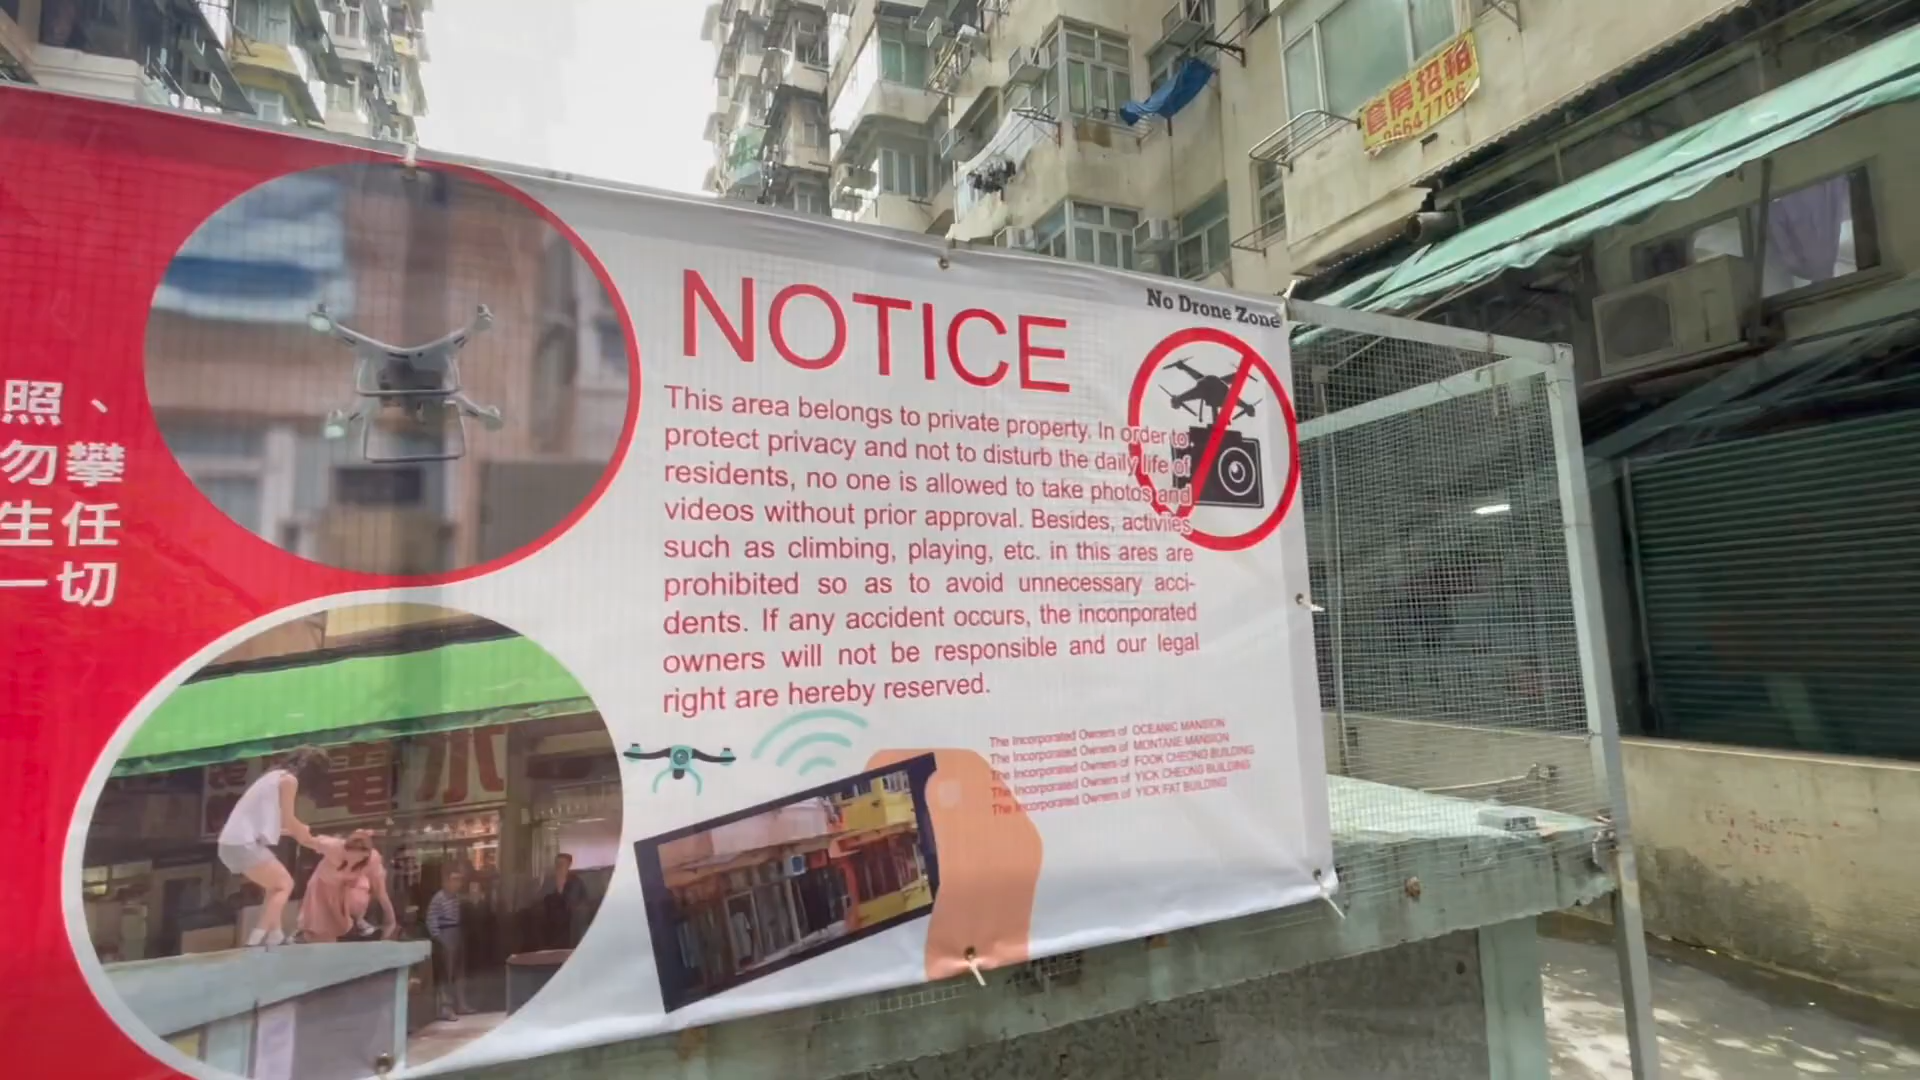 套房招租
96647706
No Drone Zone
NOTICE
This area belongs to private property. In order to
protect privacy and not to disturb the daily life of
residents, no one is allowed to take photos and
videos without prior approval. Besides, activiies
such as climbing, playing, etc. in this ares are
prohibited so as to avoid unnecessary acci-
dents. If any accident occurs, the inconporated
owners will not be responsible and our legal
right are hereby reserved.
The Incorporated Owners of OCEANIC MANSION
The Incorporated Owners of MONTANE MANSION
The Incorporated Owners of FOOK CHEONG BUILDING
The Incorporated Owners of YICK CHEONG BUILDING
The Incorporated Owners of YICK FAT BUILDING
照、
勿攀
生任
一切
電 水